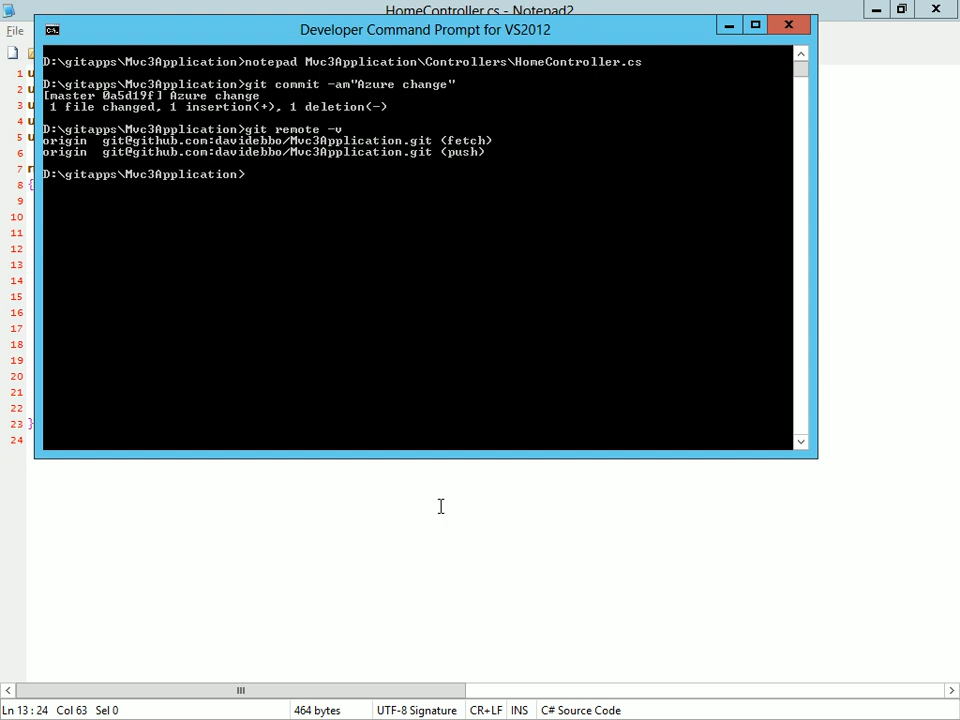 HomeController.cs - Notepad2
Developer Command Prompt for VS2012
File
D:\gitapps\Mvc3Application>notepad Mvc3Application\Controllers\HomeController.cs
D:\gitapps\Mvc3Application>git commit -am"Azure change"
[master 0a5d19f] Azure change
1 file changed, 1 insertion(+), 1 deletion(-)
D:\gitapps\Mvc3Application>git remote -v
origin git@github.com:davidebbo/Mvc3Application.git (fetch)
origin git@github.com:davidebbo/Mvc3Application.git (push)
D:\gitapps\Mvc3Application>
1 u
2 u
3 u
4 u
5 u
6
7 n
8 {
9
10
11
12
13
14
15
16
17
18
19
20
21
22
23 }
24
Ln 13 : 24 Col 63 Sel 0
464 bytes
UTF-8 Signature
CR+LF
INS
C# Source Code